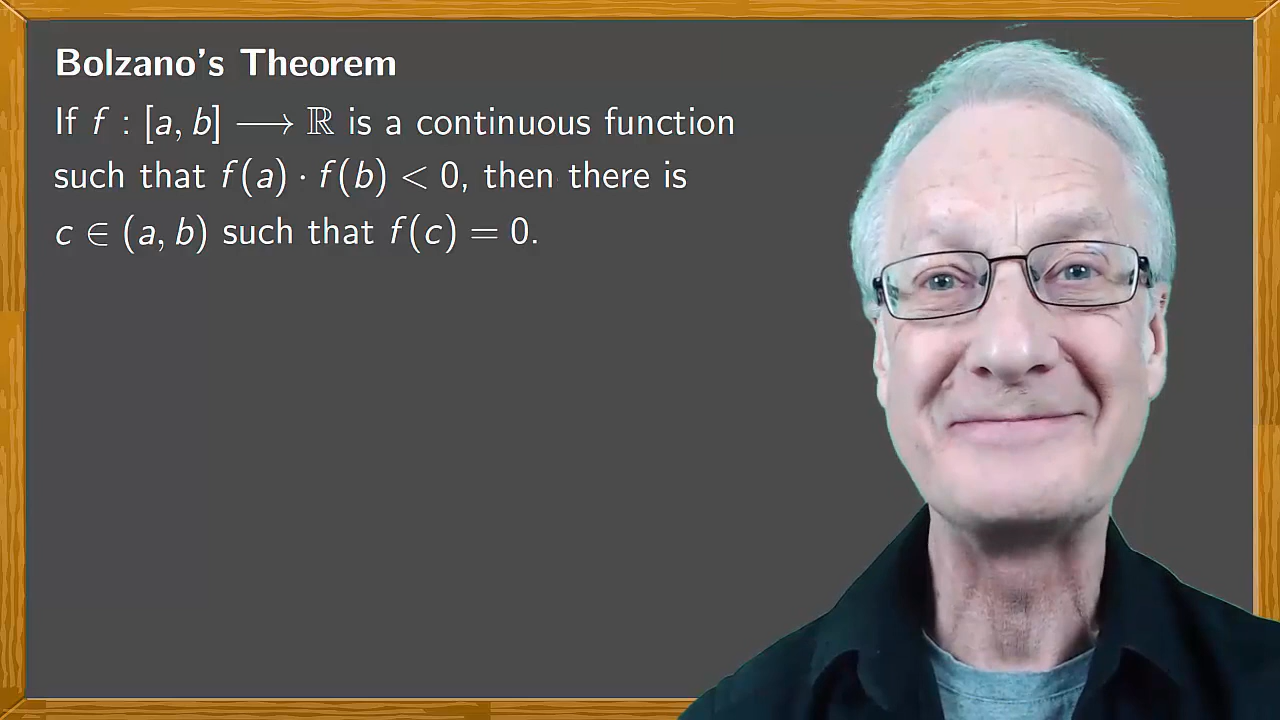 Bolzano's Theorem
If f : [a, b] ⟶ ℝ is a continuous function
such that f(a) · f(b) < 0, then there is
c ∈ (a, b) such that f(c) = 0.